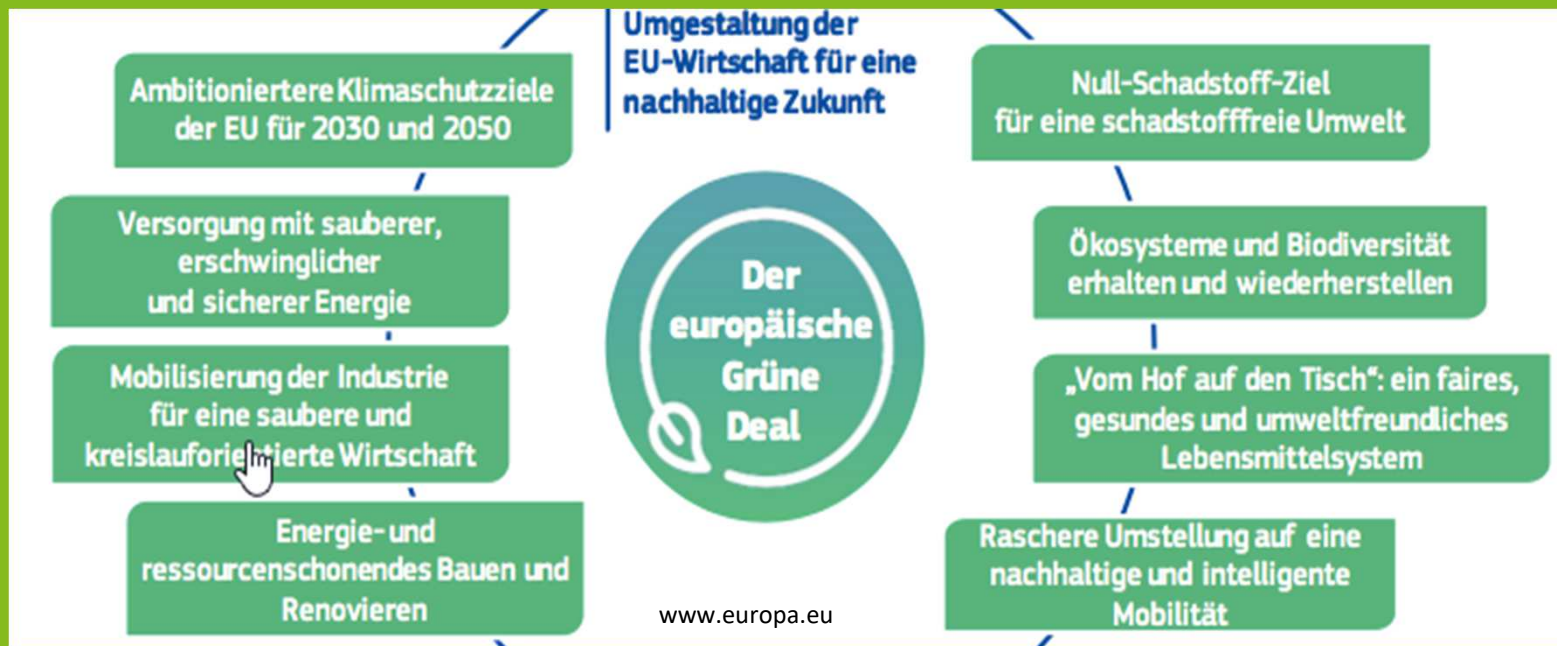 Umgestaltung der
EU-Wirtschaft für eine
nachhaltige Zukunft
Ambitioniertere Klimaschutzziele
der EU für 2030 und 2050
Versorgung mit sauberer,
erschwinglicher
und sicherer Energie
Mobilisierung der Industrie
für eine saubere und
kreislauforientierte Wirtschaft
Energie- und
ressourcenschonendes Bauen und
Renovieren
Der
europäische
Grüne
Deal
Null-Schadstoff-Ziel
für eine schadstofffreie Umwelt
Ökosysteme und Biodiversität
erhalten und wiederherstellen
„Vom Hof auf den Tisch“: ein faires,
gesundes und umweltfreundliches
Lebensmittelsystem
Raschere Umstellung auf eine
nachhaltige und intelligente
Mobilität
www.europa.eu